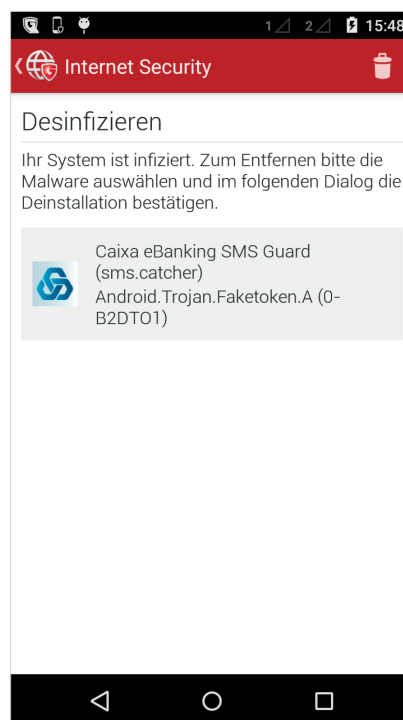 1 2 15:48
Internet Security
Desinfizieren
Ihr System ist infiziert. Zum Entfernen bitte die
Malware auswählen und im folgenden Dialog die
Deinstallation bestätigen.
Caixa eBanking SMS Guard
(sms.catcher)
Android.Trojan.Faketoken.A (0-
B2DTO1)